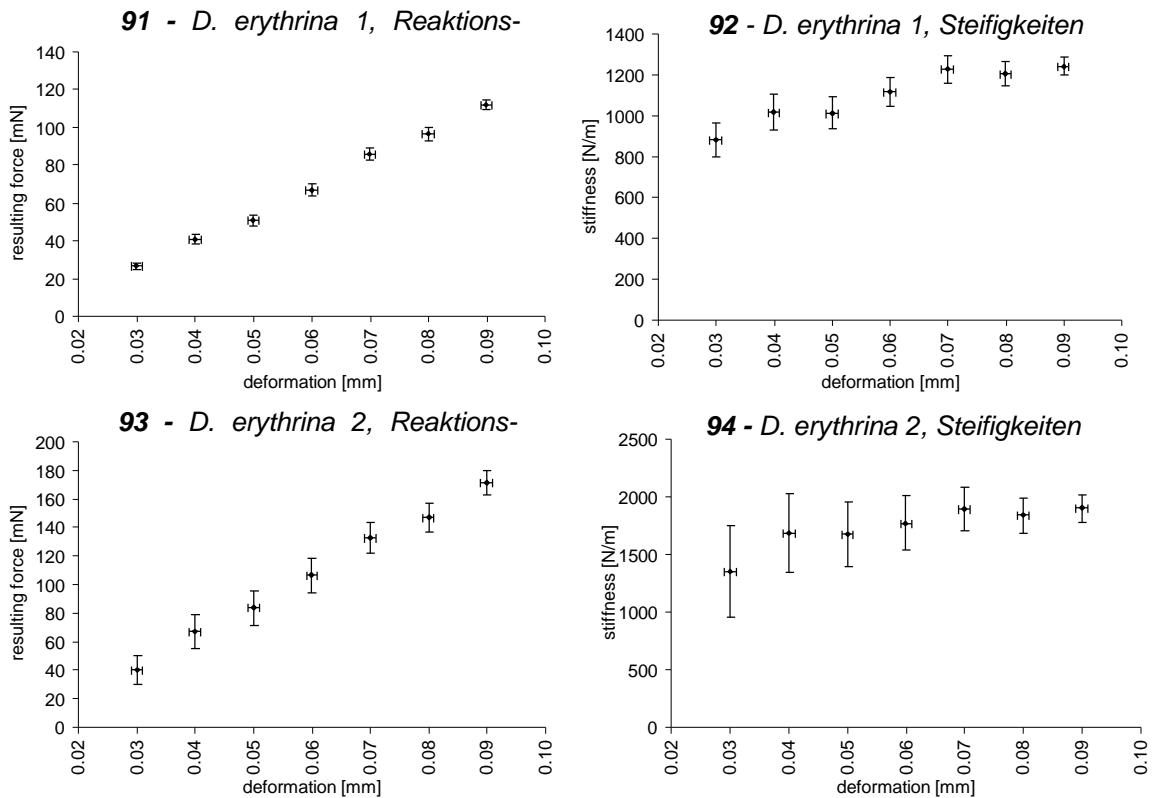 91 - D. erythrina 1, Reaktions-
resulting force [mN]
140
120
100
80
60
40
20
0
0.02 0.03 0.04 0.05 0.06 0.07 0.08 0.09 0.10
deformation [mm]
92 - D. erythrina 1, Steifigkeiten
stiffness [N/m]
1400
1200
1000
800
600
400
200
0
0.02 0.03 0.04 0.05 0.06 0.07 0.08 0.09 0.10
deformation [mm]
93 - D. erythrina 2, Reaktions-
resulting force [mN]
200
180
160
140
120
100
80
60
40
20
0
0.02 0.03 0.04 0.05 0.06 0.07 0.08 0.09 0.10
deformation [mm]
94 - D. erythrina 2, Steifigkeiten
stiffness [N/m]
2500
2000
1500
1000
500
0
0.02 0.03 0.04 0.05 0.06 0.07 0.08 0.09 0.10
deformation [mm]